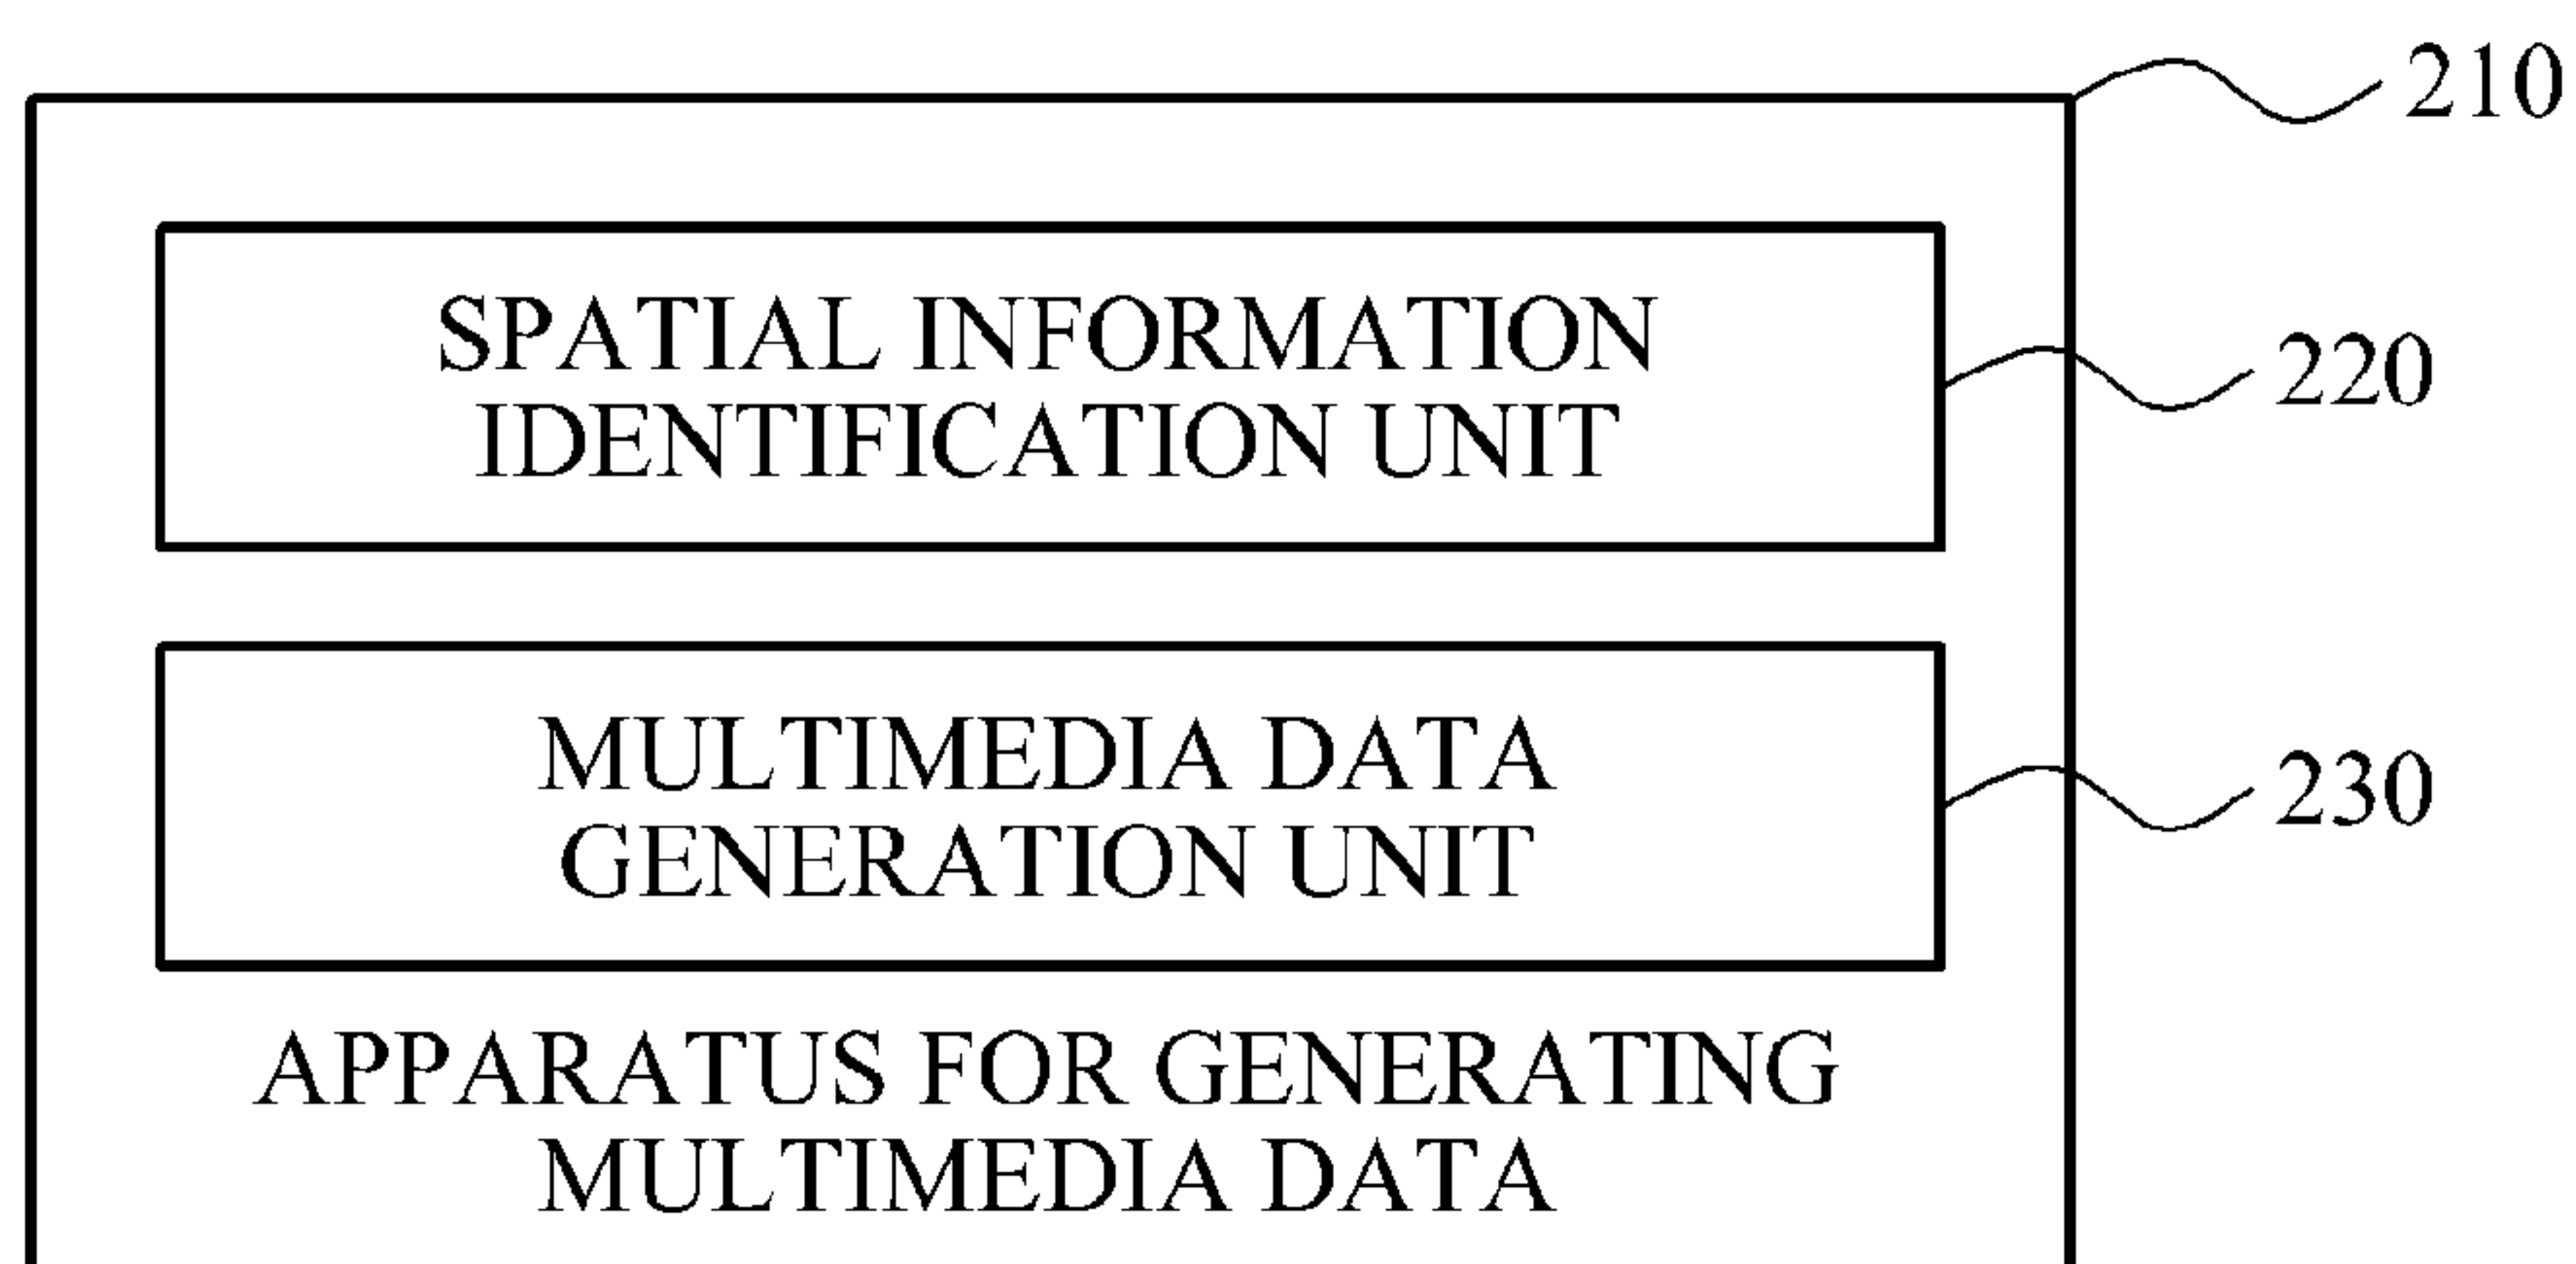 210
SPATIAL INFORMATION
IDENTIFICATION UNIT
220
MULTIMEDIA DATA
GENERATION UNIT
230
APPARATUS FOR GENERATING
MULTIMEDIA DATA